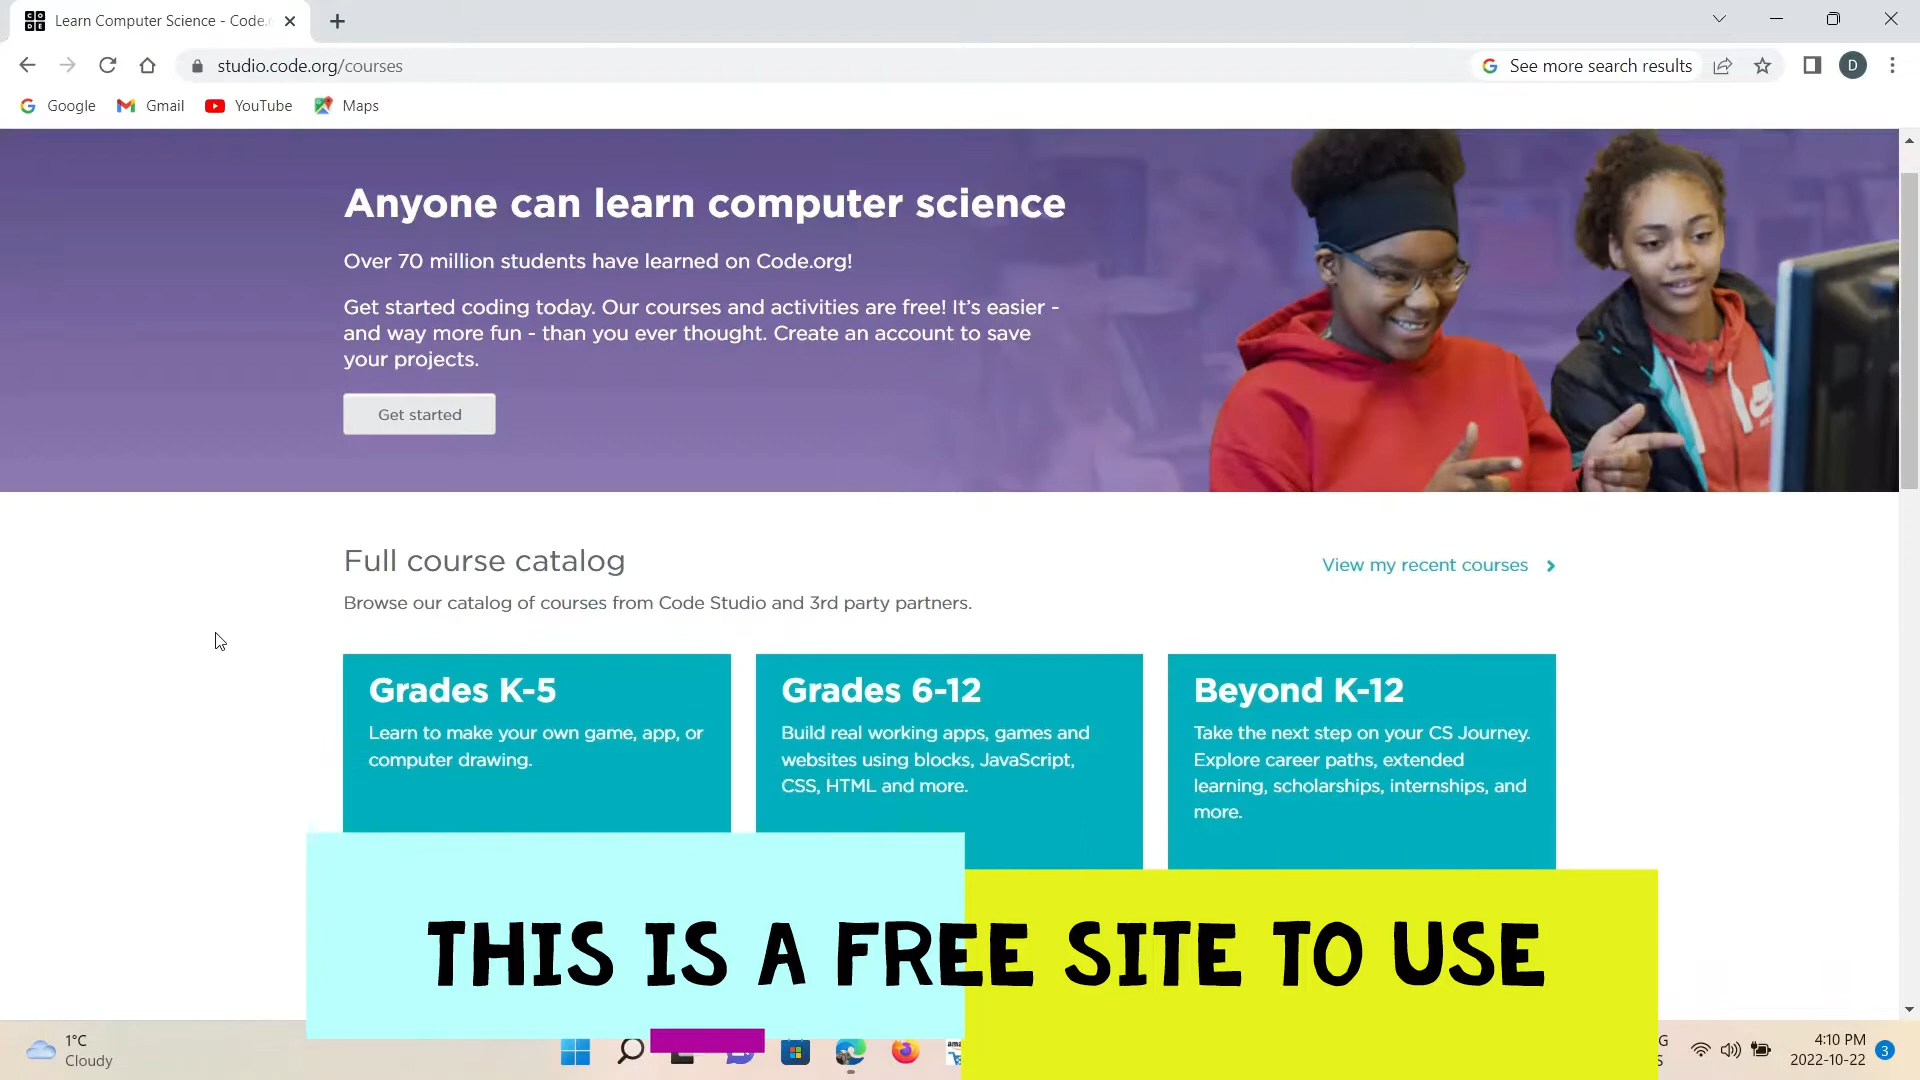 Learn Computer Science - Code.
studio.code.org/courses
See more search results
D
Google
Gmail
YouTube
Maps
Anyone can learn computer science
Over 70 million students have learned on Code.org!
Get started coding today. Our courses and activities are free! It's easier -
and way more fun - than you ever thought. Create an account to save
your projects.
Get started
Full course catalog
View my recent courses
Browse our catalog of courses from Code Studio and 3rd party partners.
Grades K-5
Learn to make your own game, app, or
computer drawing.
Grades 6-12
Build real working apps, games and
websites using blocks, JavaScript,
CSS, HTML and more.
Beyond K-12
Take the next step on your CS Journey.
Explore career paths, extended
learning, scholarships, internships, and
more.
THIS IS A FREE SITE TO USE
1°C
Cloudy
4:10 PM
2022-10-22
3